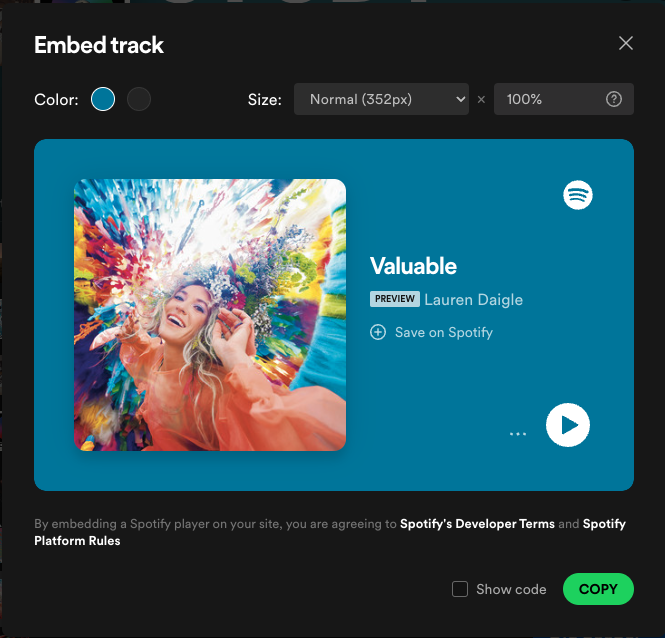 Embed track
Color:
Size:
Normal (352px)
×
100%
?
Valuable
PREVIEW Lauren Daigle
Save on Spotify
...
By embedding a Spotify player on your site, you are agreeing to Spotify's Developer Terms and Spotify
Platform Rules
Show code
COPY